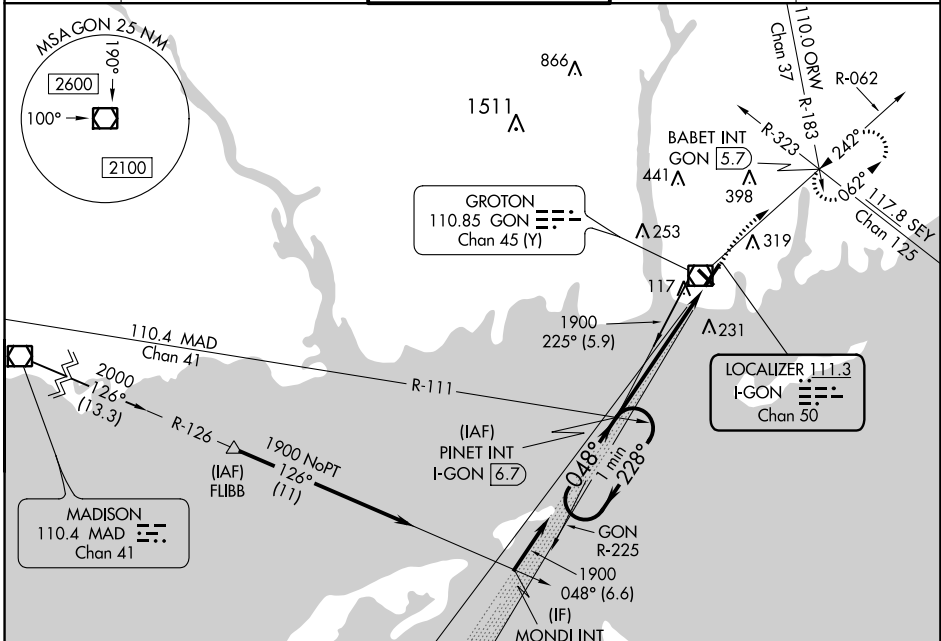 MSA GON 25 NM
190°
2600
100°
2100
866
1511
110.0 ORW
Chan 37
R-183
R-062
R-323
242°
062°
BABET INT
GON 5.7
441
398
117.8 SEY
Chan 125
GROTON
110.85 GON
Chan 45 (Y)
253
319
117
231
1900
225° (5.9)
110.4 MAD
Chan 41
R-111
LOCALIZER 111.3
I-GON
Chan 50
2000
126°
(13.3)
R-126
(IAF)
FLIBB
1900 NoPT
126°
(11)
(IAF)
PINET INT
I-GON 6.7
048°
1 min
228°
MADISON
110.4 MAD
Chan 41
GON
R-225
1900
048° (6.6)
(IF)
MONDI INT